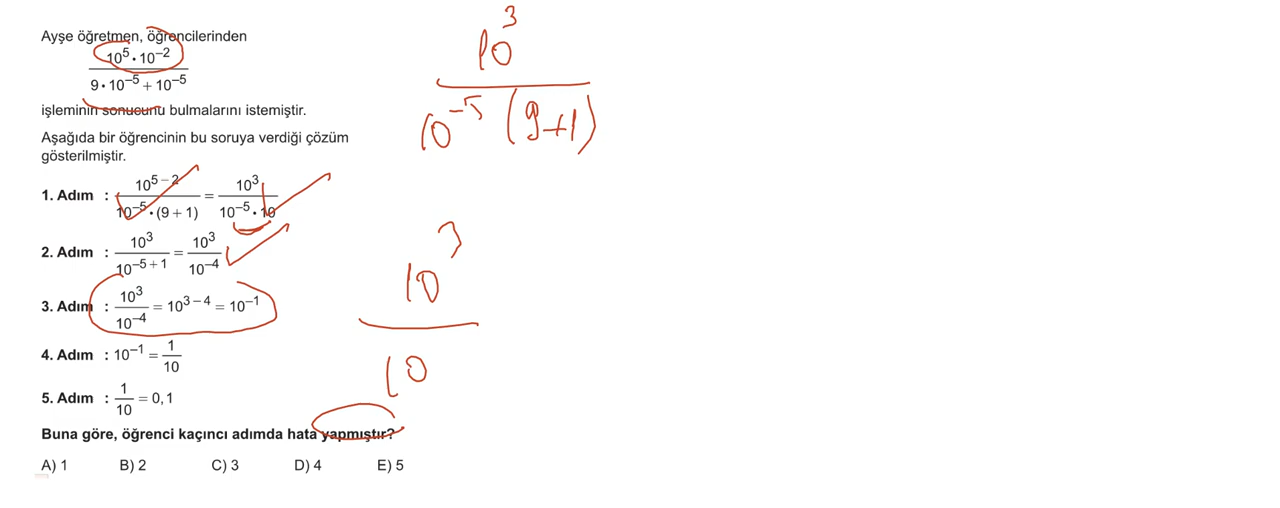 Ayşe öğretmen, öğrencilerinden
10⁵ · 10⁻²
9 · 10⁻⁵ + 10⁻⁵
işleminin sonucunu bulmalarını istemiştir.
Aşağıda bir öğrencinin bu soruya verdiği çözüm
gösterilmiştir.
1. Adım : 10⁵⁻² / 10⁻⁵ · (9 + 1) = 10³ / 10⁻⁵ · 10
2. Adım : 10³ / 10⁻⁵⁺¹ = 10³ / 10⁻⁴
3. Adım : 10³ / 10⁻⁴ = 10³⁻⁴ = 10⁻¹
4. Adım : 10⁻¹ = 1 / 10
5. Adım : 1 / 10 = 0,1
Buna göre, öğrenci kaçıncı adımda hata yapmıştır?
A) 1 B) 2 C) 3 D) 4 E) 5
10³
10⁻⁵ (9+1)
10³
10